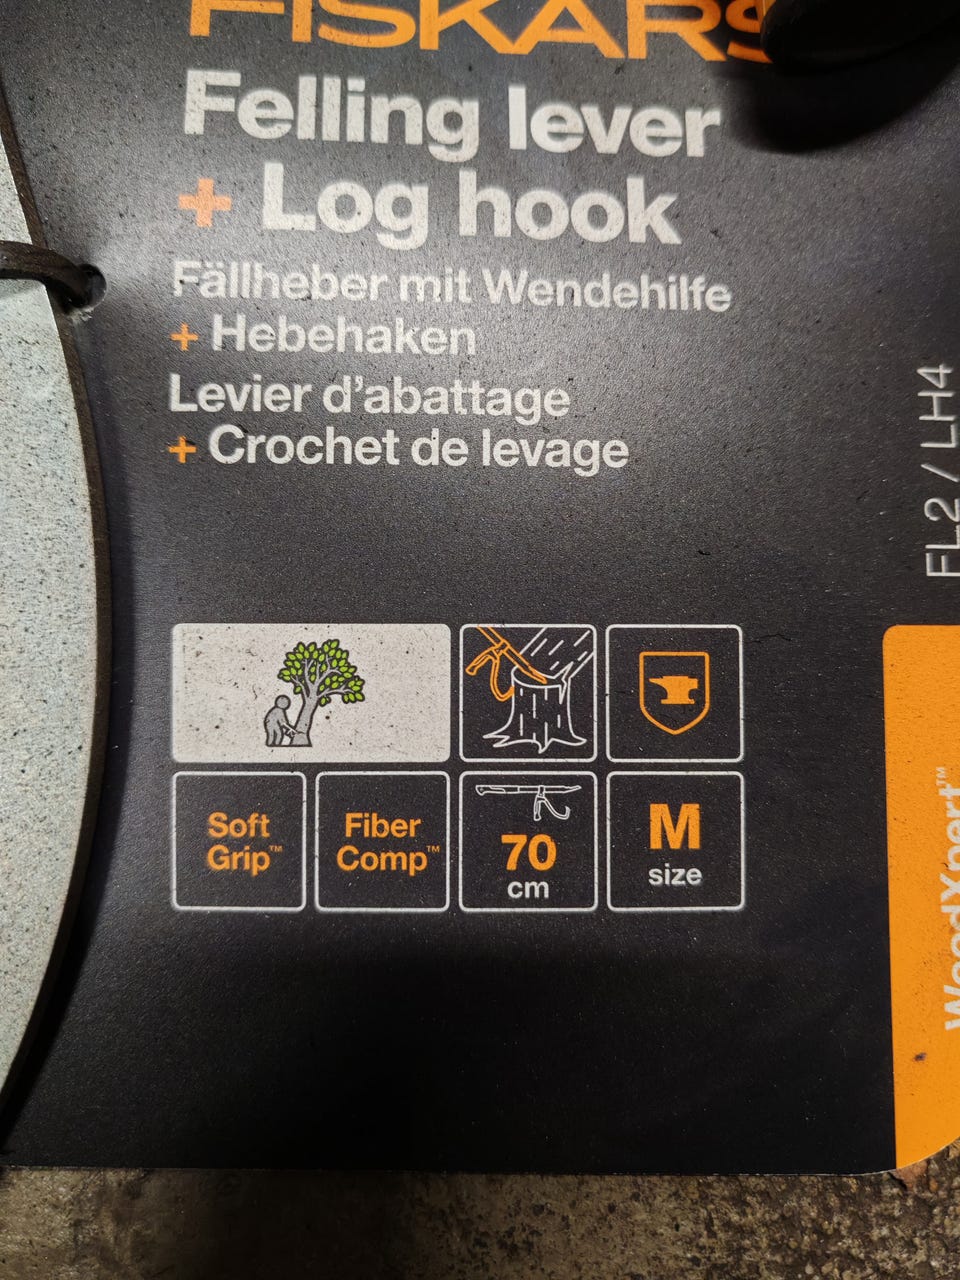 FISKARS
Felling lever
+ Log hook
Fällheber mit Wendehilfe
+ Hebehaken
Levier d'abattage
+ Crochet de levage
FL2 / LH4
Soft
Grip™
Fiber
Comp™
70
cm
M
size
WoodXpert™